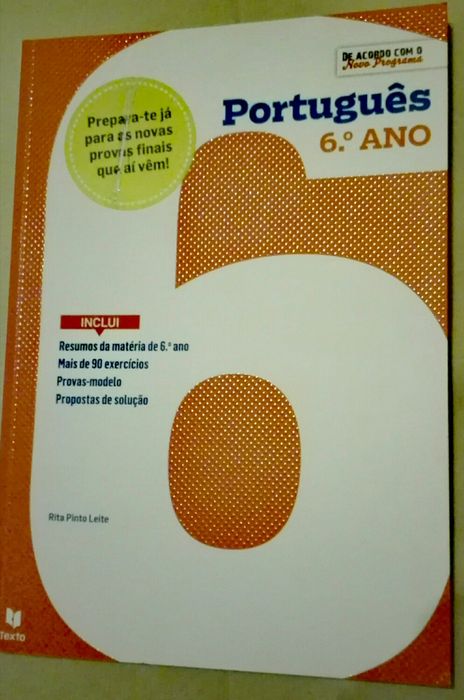 DE ACORDO COM O
Novo Programa
Português
6.º ANO
Prepara-te já
para as novas
provas finais
que aí vêm!
INCLUI
Resumos da matéria de 6.º ano
Mais de 90 exercícios
Provas-modelo
Propostas de solução
Rita Pinto Leite
Texto
6